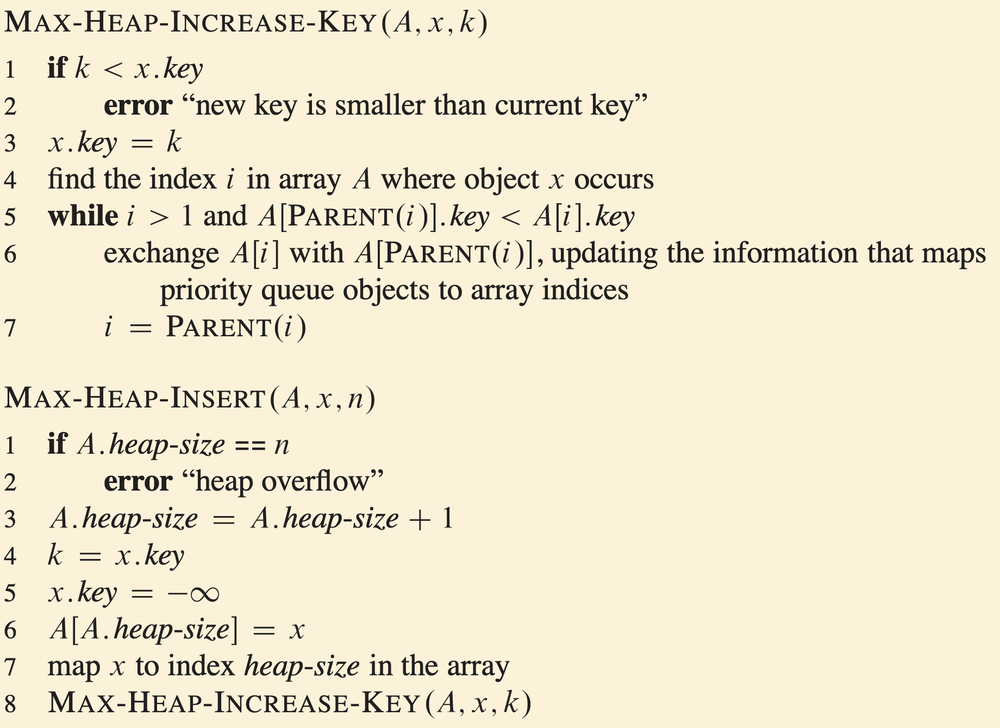 MAX-HEAP-INCREASE-KEY(A, x, k)
1 if k < x.key
2 error “new key is smaller than current key”
3 x.key = k
4 find the index i in array A where object x occurs
5 while i > 1 and A[PARENT(i)].key < A[i].key
6 exchange A[i] with A[PARENT(i)], updating the information that maps
priority queue objects to array indices
7 i = PARENT(i)
MAX-HEAP-INSERT(A, x, n)
1 if A.heap-size == n
2 error “heap overflow”
3 A.heap-size = A.heap-size + 1
4 k = x.key
5 x.key = −∞
6 A[A.heap-size] = x
7 map x to index heap-size in the array
8 MAX-HEAP-INCREASE-KEY(A, x, k)